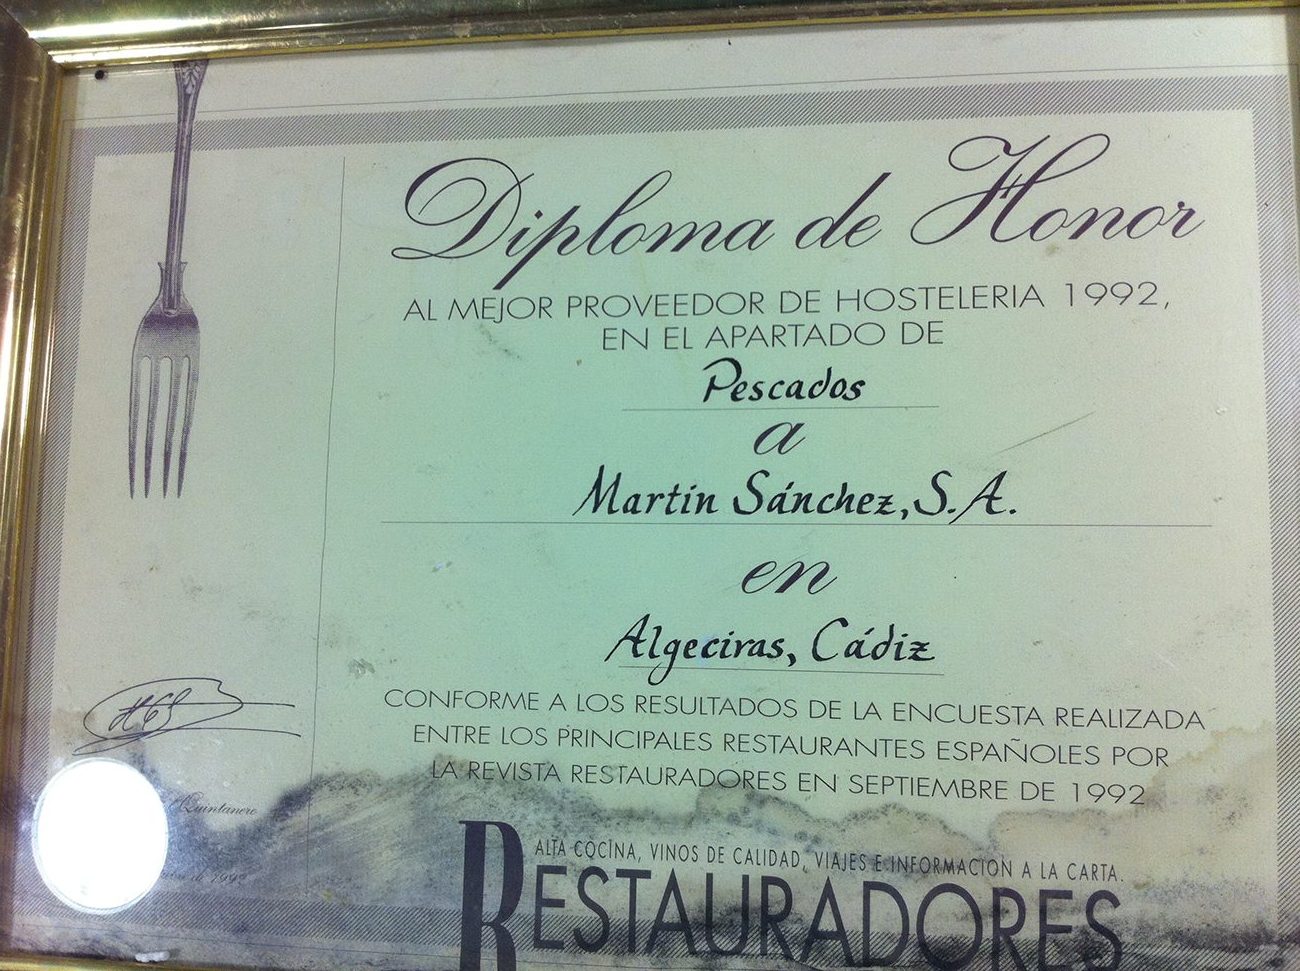 Diploma de Honor
AL MEJOR PROVEEDOR DE HOSTELERIA 1992,
EN EL APARTADO DE
Pescados
a
Martín Sánchez, S.A.
en
Algeciras, Cádiz
CONFORME A LOS RESULTADOS DE LA ENCUESTA REALIZADA
ENTRE LOS PRINCIPALES RESTAURANTES ESPAÑOLES POR
LA REVISTA RESTAURADORES EN SEPTIEMBRE DE 1992
Quintanero
ALTA COCINA, VINOS DE CALIDAD, VIAJES E INFORMACION A LA CARTA.
RESTAURADORES